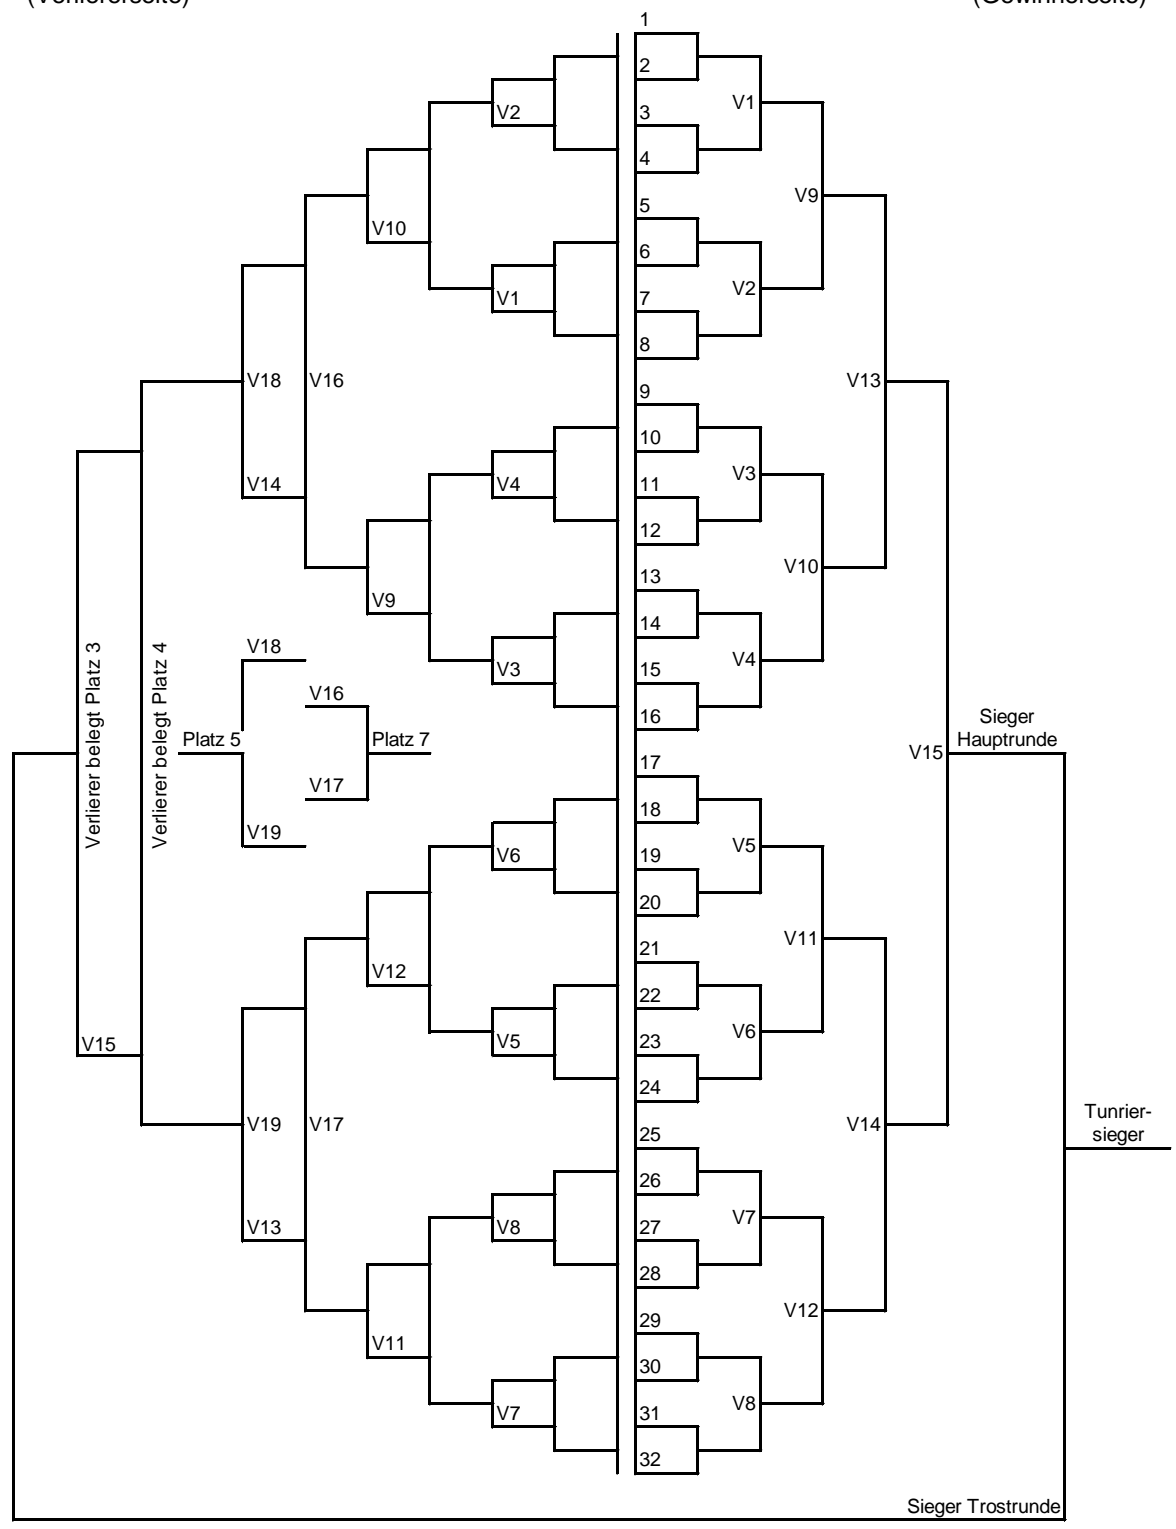 1
2
V2
V1
3
4
V9
5
V10
6
V2
V1
7
8
V18
V16
V13
9
10
V3
V4
V14
11
12
V10
13
V9
14
V18
V4
V3
15
V16
16
Sieger
Hauptrunde
Verlierer belegt Platz 3
Verlierer belegt Platz 4
Platz 5
Platz 7
V15
17
V17
18
V19
V5
V6
19
20
V11
21
V12
22
V6
V5
23
V15
24
Tunrier-
sieger
V19
V17
V14
25
26
V7
V8
V13
27
28
V12
29
V11
30
V8
V7
31
32
Sieger Trostrunde